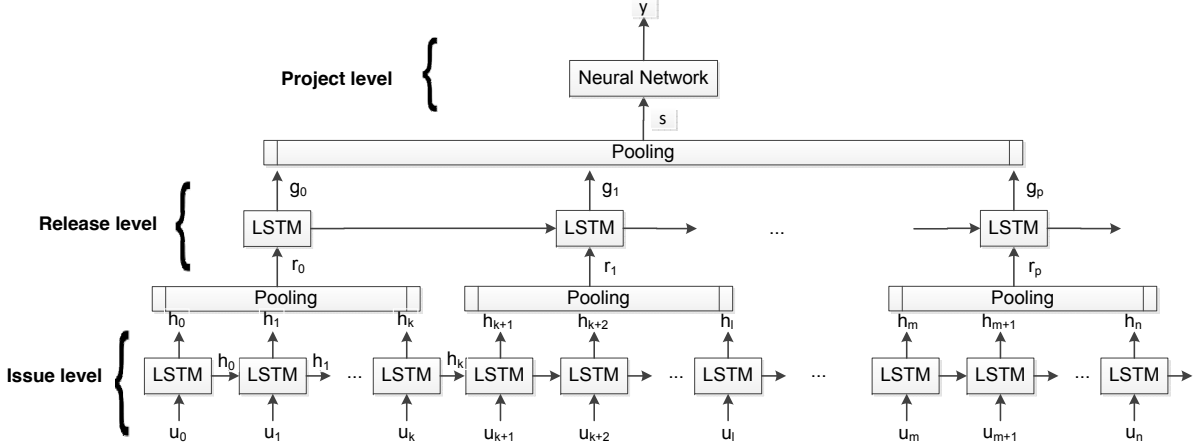 y
Project level
Neural Network
s
Pooling
g₀ g₁ gₚ
Release level
LSTM LSTM ... LSTM
r₀ r₁ rₚ
Pooling Pooling Pooling
h₀ h₁ hₖ hₖ₊₁ hₖ₊₂ hₗ hₘ hₘ₊₁ hₙ
h₀ h₁ hₖ
Issue level
LSTM LSTM ... LSTM LSTM LSTM ... LSTM ... LSTM LSTM ... LSTM
u₀ u₁ uₖ uₖ₊₁ uₖ₊₂ uₗ uₘ uₘ₊₁ uₙ